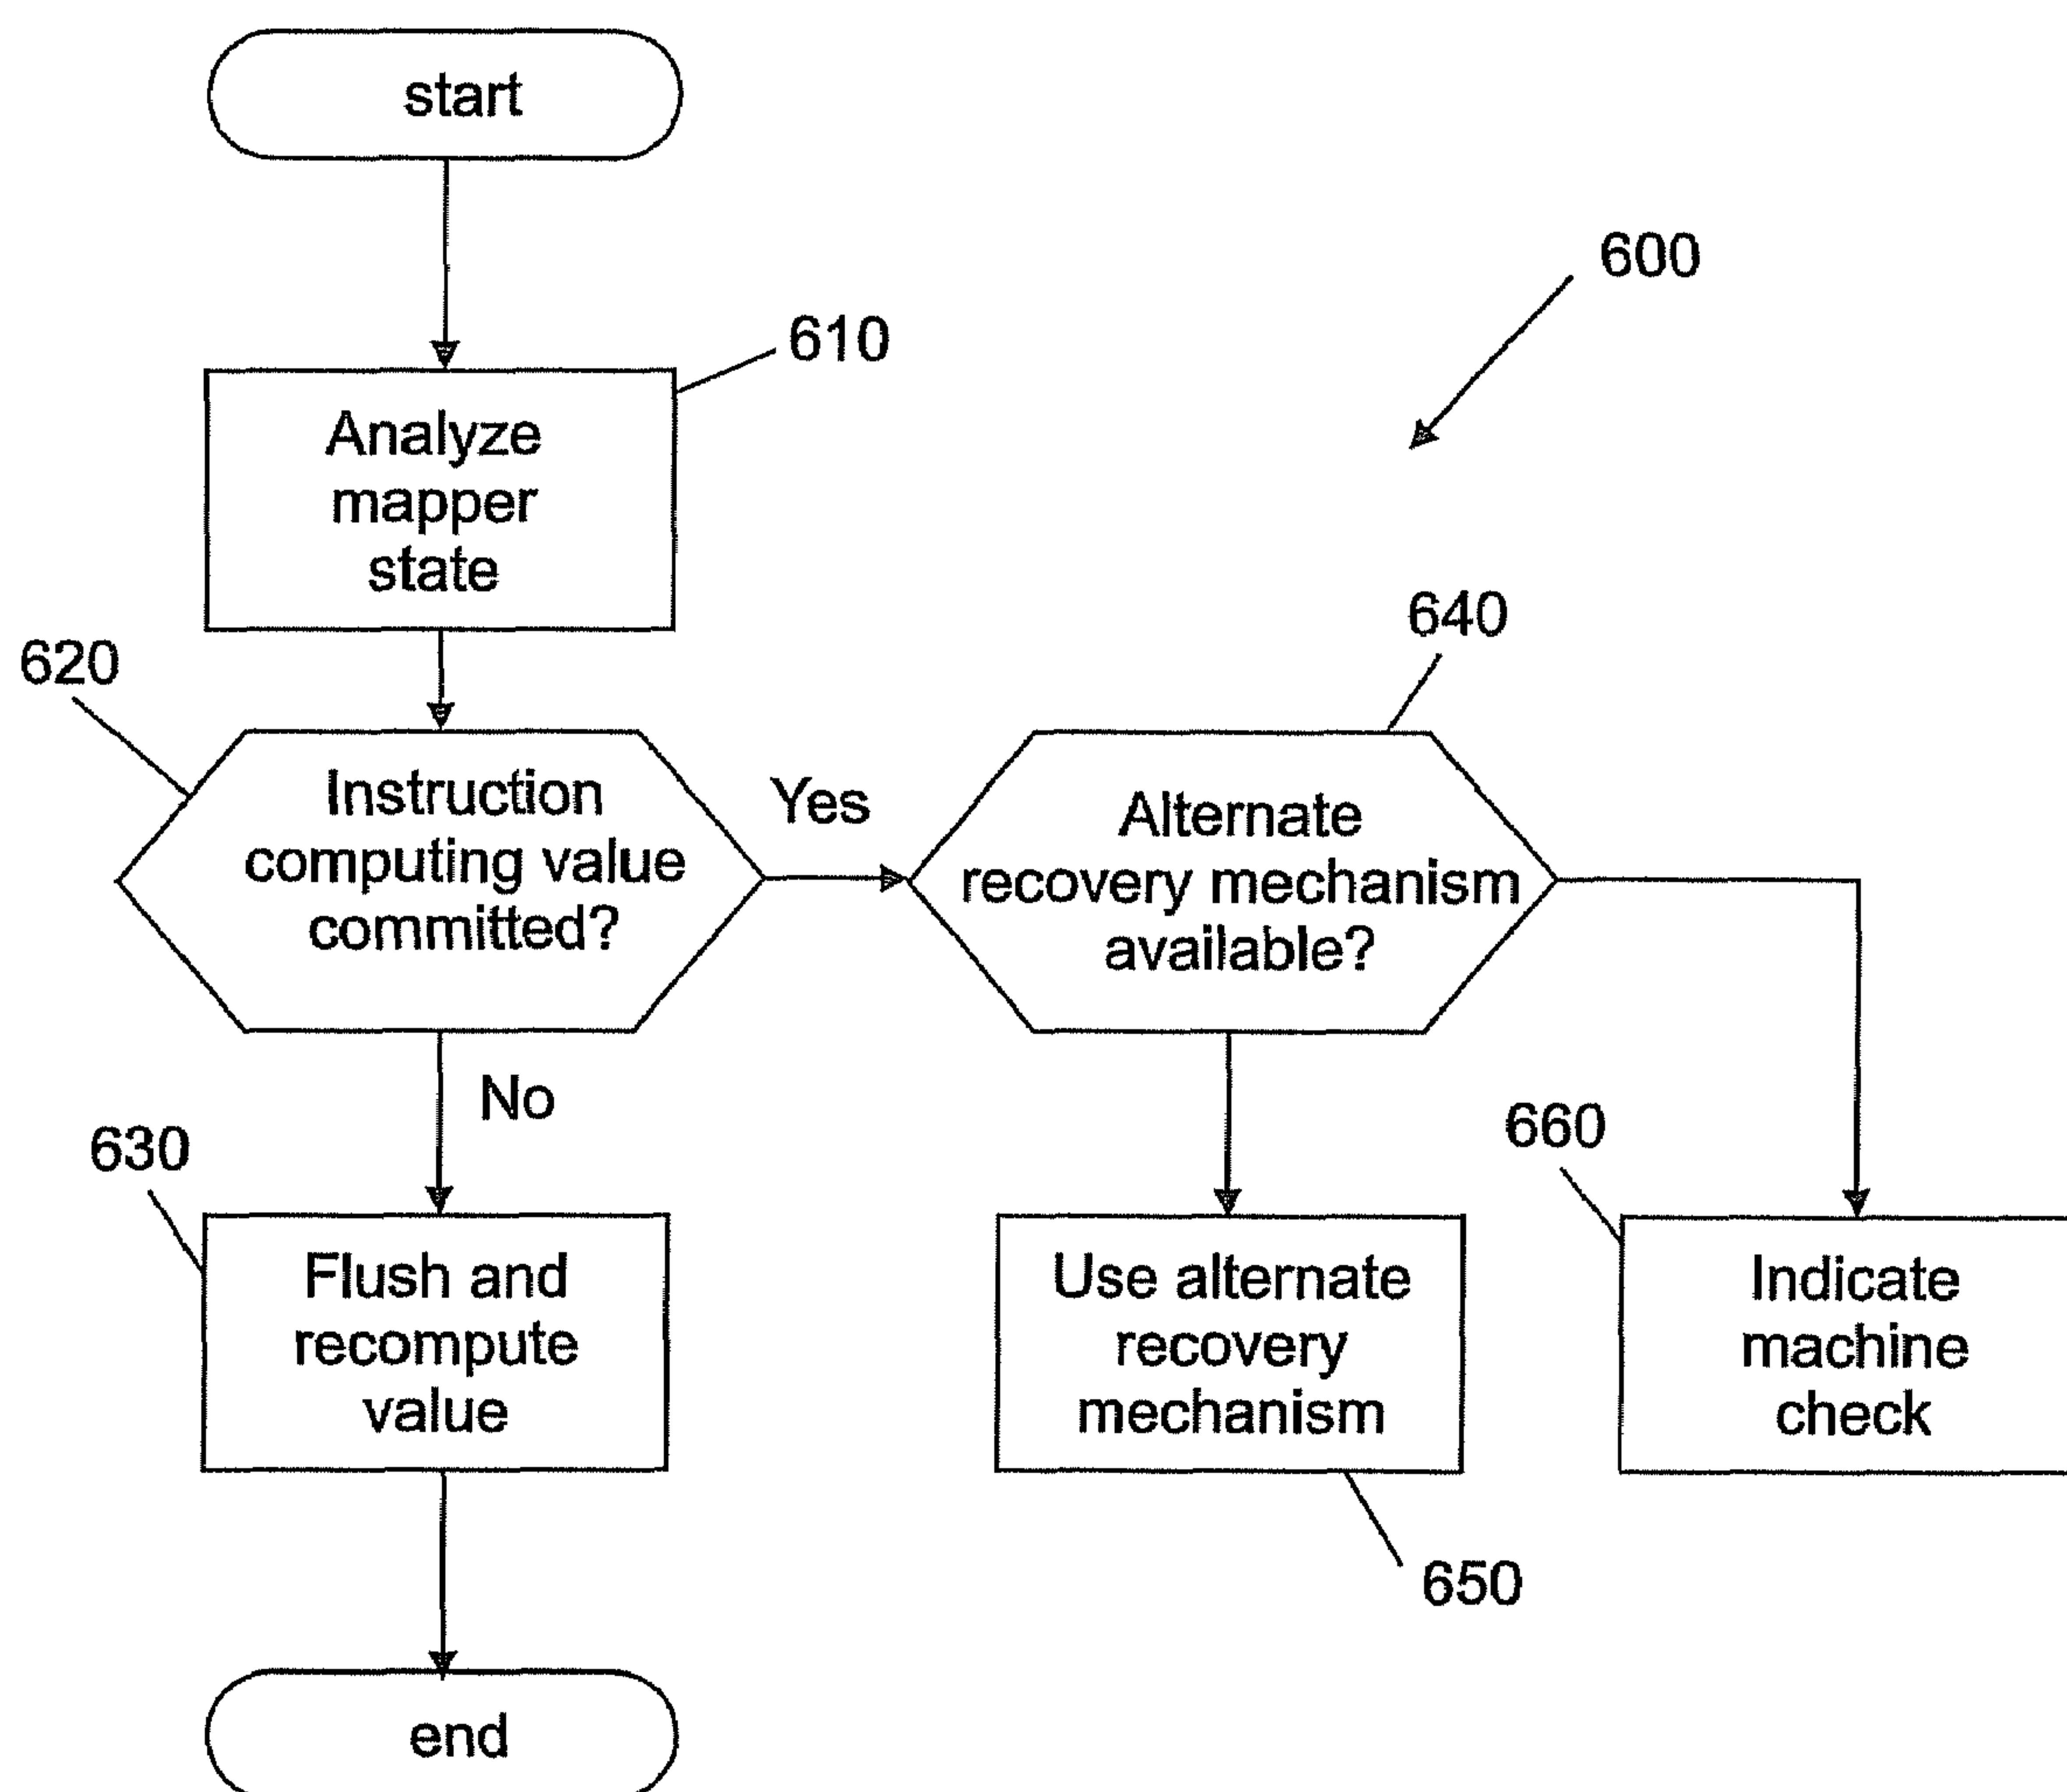 start
600
610
Analyze
mapper
state
620
640
Instruction
computing value
committed?
Yes
Alternate
recovery mechanism
available?
No
630
660
Flush and
recompute
value
Use alternate
recovery
mechanism
Indicate
machine
check
650
end